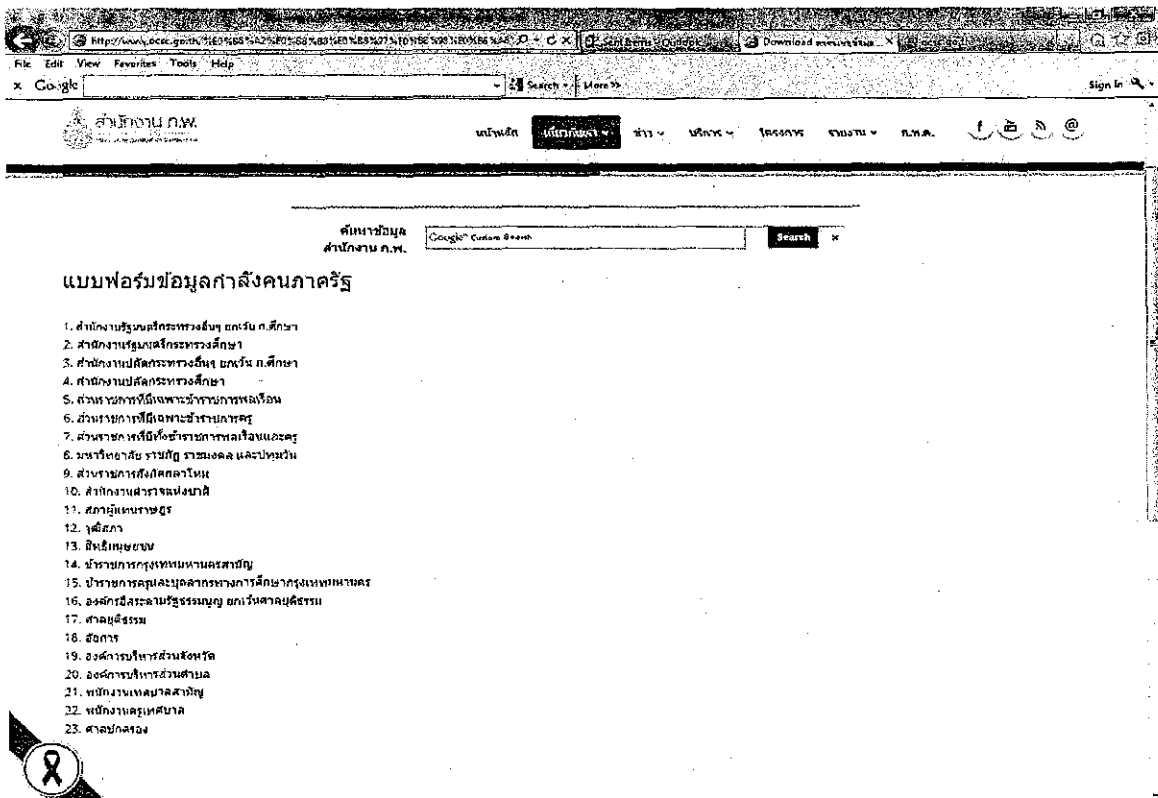 File Edit View Favorites Tools Help
x Google Search More >> Sign In
สำนักงาน ก.พ.
หน้าหลัก เกี่ยวกับเรา ข่าว บริการ โครงการ รายงาน ก.พ.ค.
ค้นหาข้อมูล
สำนักงาน ก.พ.
Google™ Custom Search Search x
แบบฟอร์มข้อมูลกำลังคนภาครัฐ
1. สำนักงานรัฐมนตรีกระทรวงอื่นๆ ยกเว้น ก.ศึกษา
2. สำนักงานรัฐมนตรีกระทรวงศึกษา
3. สำนักงานปลัดกระทรวงอื่นๆ ยกเว้น ก.ศึกษา
4. สำนักงานปลัดกระทรวงศึกษา
5. ส่วนราชการที่มีเฉพาะข้าราชการพลเรือน
6. ส่วนราชการที่มีเฉพาะข้าราชการครู
7. ส่วนราชการที่มีทั้งข้าราชการพลเรือนและครู
8. มหาวิทยาลัย ราชภัฏ ราชมงคล และปทุมวัน
9. ส่วนราชการสังกัดกลาโหม
10. สำนักงานตำรวจแห่งชาติ
11. สภาผู้แทนราษฎร
12. วุฒิสภา
13. สิทธิมนุษยชน
14. ข้าราชการกรุงเทพมหานครสามัญ
15. ข้าราชการครูและบุคลากรทางการศึกษากรุงเทพมหานคร
16. องค์กรอิสระตามรัฐธรรมนูญ ยกเว้นศาลยุติธรรม
17. ศาลยุติธรรม
18. อัยการ
19. องค์การบริหารส่วนจังหวัด
20. องค์การบริหารส่วนตำบล
21. พนักงานเทศบาลสามัญ
22. พนักงานครูเทศบาล
23. ศาลปกครอง